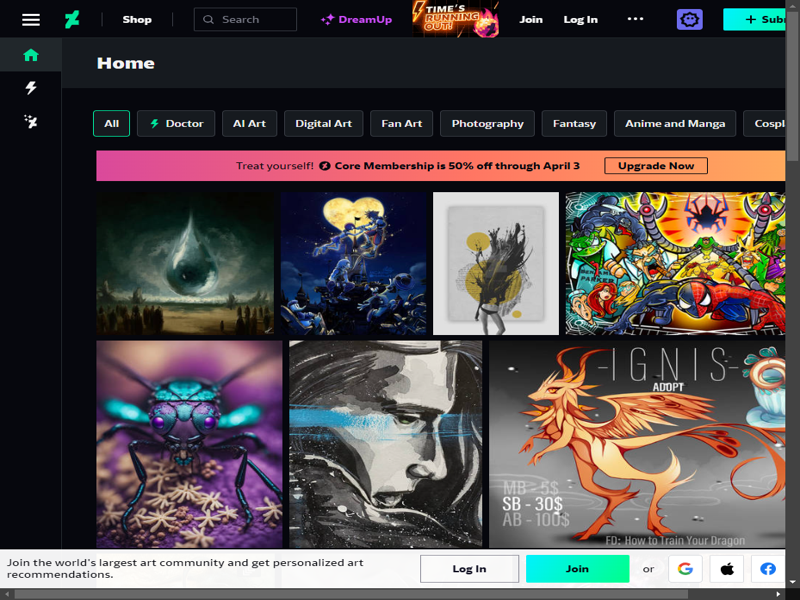 Shop
Search
DreamUp
TIME'S
RUNNING
OUT!
Join
Log In
Home
All
Doctor
AI Art
Digital Art
Fan Art
Photography
Fantasy
Anime and Manga
Treat yourself! Core Membership is 50% off through April 3
Upgrade Now
PARKER
-IGNIS-
ADOPT
MB - 5$
SB - 30$
AB - 100$
FD: How to Train Your Dragon
Join the world's largest art community and get personalized art
recommendations.
Log In
Join
or